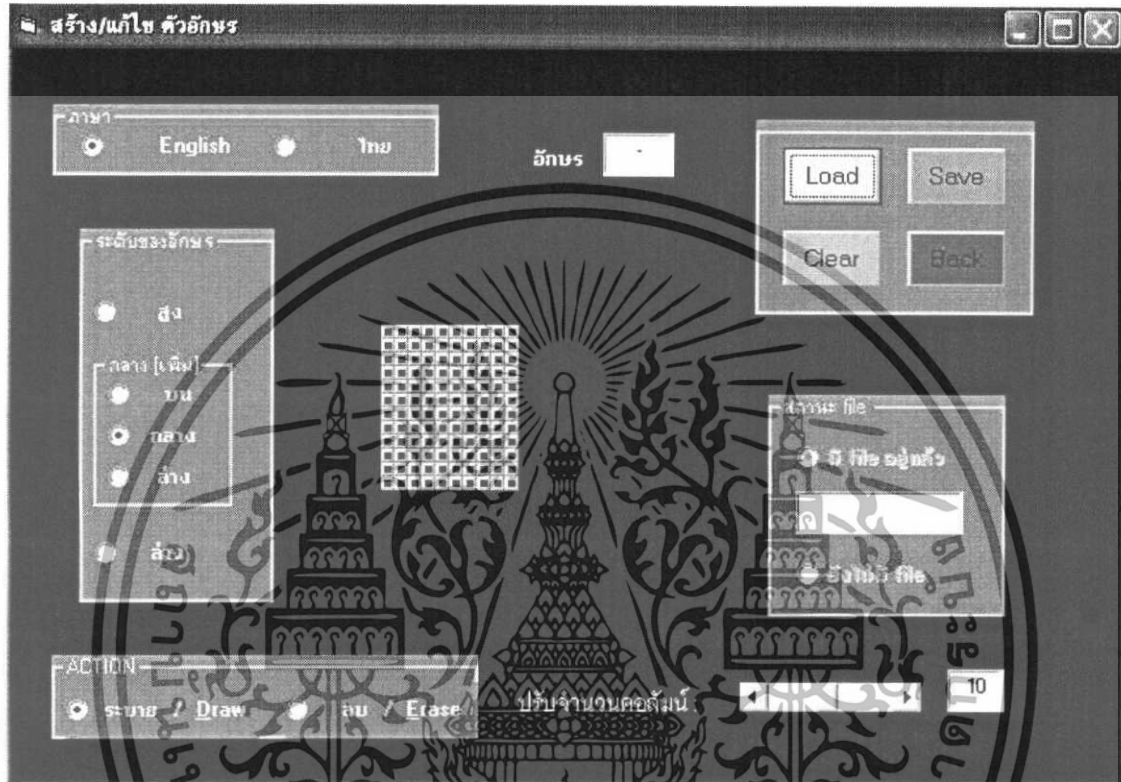 สร้าง/แก้ไข ตัวอักษร
ภาษา
English ไทย
อักษร
Load Save
Clear Back
ระดับของอักษร
สูง
กลาง [เพิ่ม]
บน
กลาง
ล่าง
ล่าง
สถานะ file
มี file อยู่แล้ว
ยังไม่มี file
ACTION
ระบาย / Draw ลบ / Erase
ปรับจำนวนคอลัมน์
10